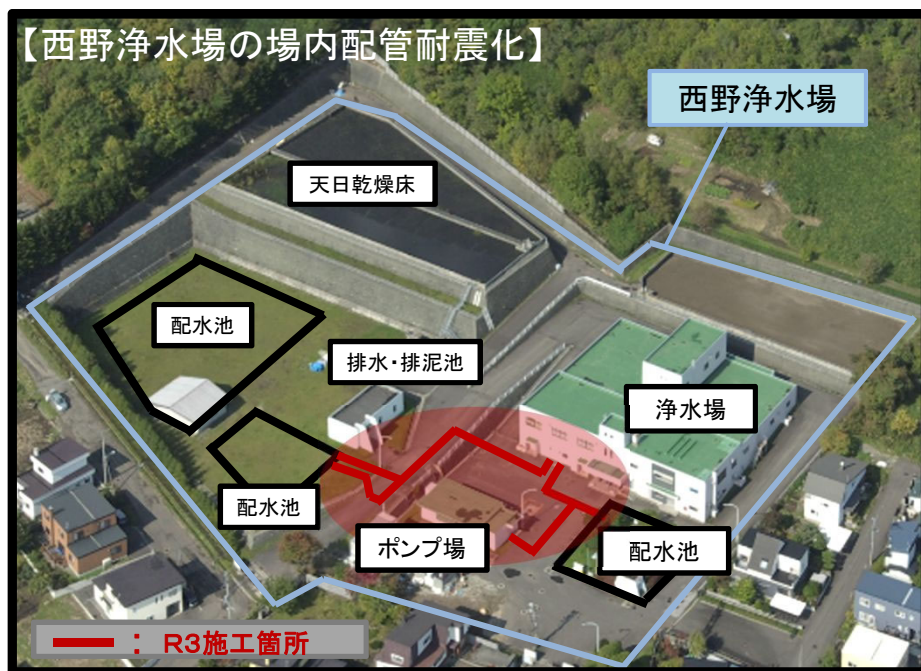 【西野浄水場の場内配管耐震化】
西野浄水場
天日乾燥床
配水池
排水・排泥池
浄水場
配水池
ポンプ場
配水池
： R3施工箇所